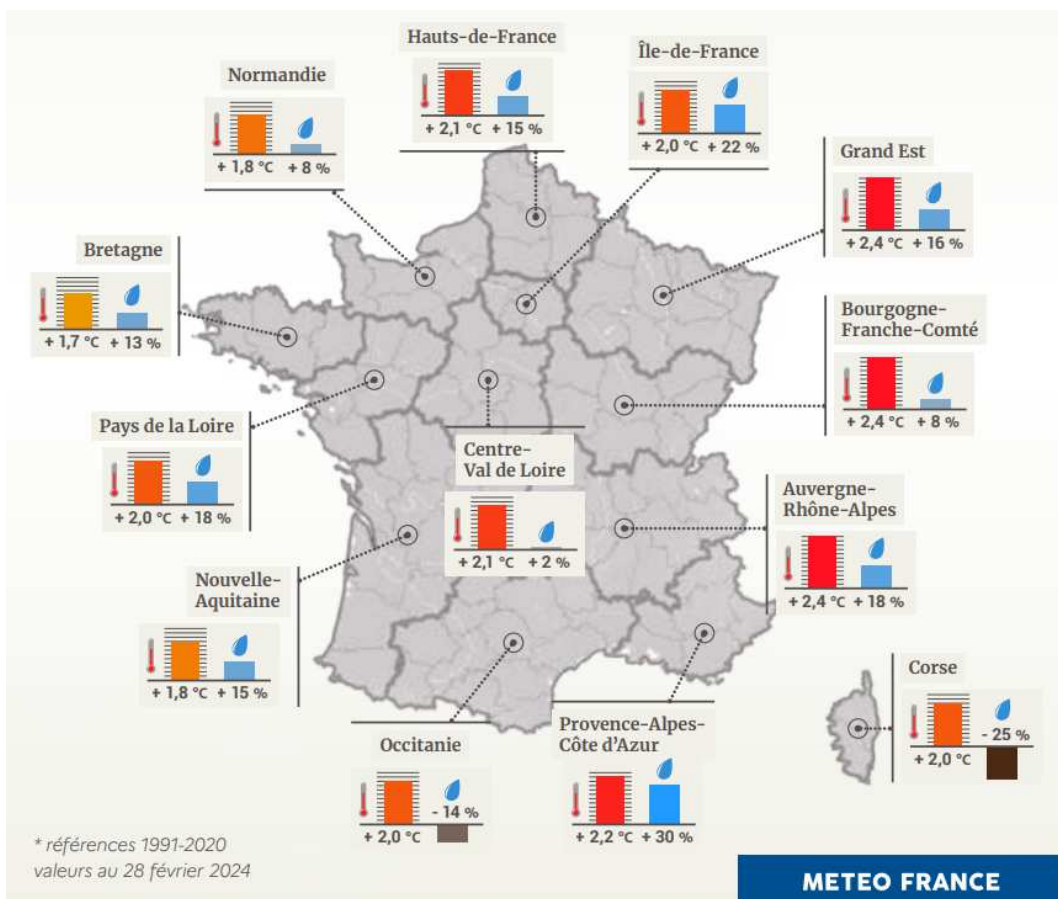 Hauts-de-France
+ 2,1 °C + 15 %
Île-de-France
+ 2,0 °C + 22 %
Normandie
+ 1,8 °C + 8 %
Grand Est
+ 2,4 °C + 16 %
Bretagne
+ 1,7 °C + 13 %
Bourgogne-
Franche-Comté
+ 2,4 °C + 8 %
Pays de la Loire
+ 2,0 °C + 18 %
Centre-
Val de Loire
+ 2,1 °C + 2 %
Auvergne-
Rhône-Alpes
+ 2,4 °C + 18 %
Nouvelle-
Aquitaine
+ 1,8 °C + 15 %
Corse
- 25 %
+ 2,0 °C
Occitanie
- 14 %
+ 2,0 °C
Provence-Alpes-
Côte d'Azur
+ 2,2 °C + 30 %
* références 1991-2020
valeurs au 28 février 2024
METEO FRANCE